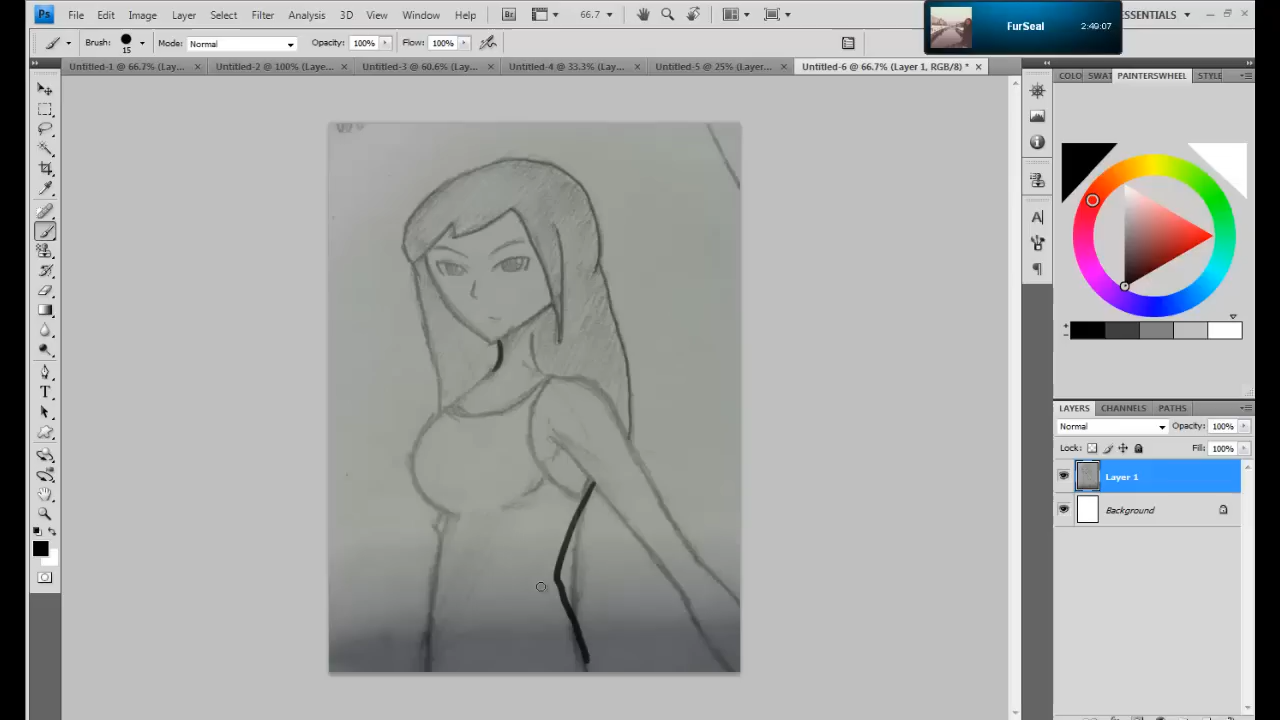 Ps File Edit Image Layer Select Filter Analysis 3D View Window Help Br 66.7 ESSENTIALS
FurSeal 2:49:07
Brush: 15 Mode: Normal Opacity: 100% Flow: 100%
Untitled-1 @ 66.7% (Lay... × Untitled-2 @ 100% (Laye... × Untitled-3 @ 60.6% (Lay... × Untitled-4 @ 33.3% (Lay... × Untitled-5 @ 25% (Layer... × Untitled-6 @ 66.7% (Layer 1, RGB/8) * ×
COLO SWAT PAINTERSWHEEL STYLE
LAYERS CHANNELS PATHS
Normal Opacity: 100%
Lock: Fill: 100%
Layer 1
Background